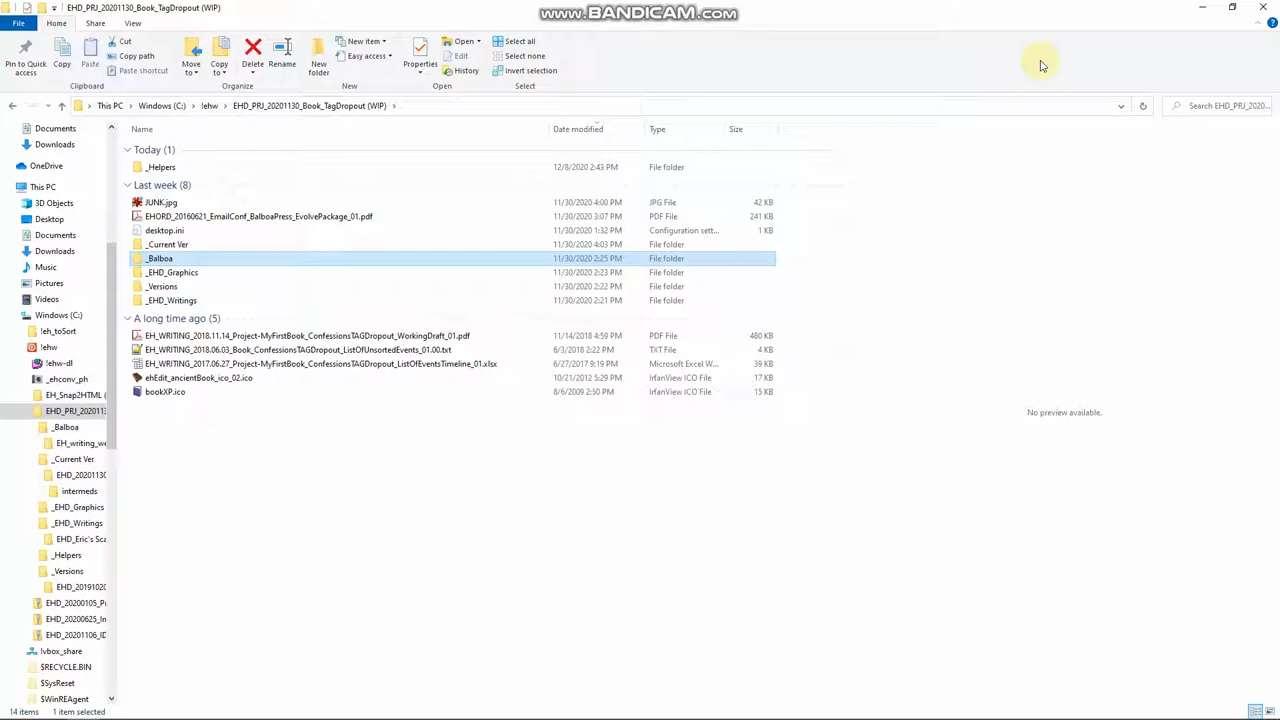 EHD_PRJ_20201130_Book_TagDropout (WIP)
www.BANDICAM.com
File Home Share View
Pin to Quick access
Copy
Paste
Cut
Copy path
Paste shortcut
Clipboard
Move to
Copy to
Delete
Rename
Organize
New folder
New item
Easy access
New
Properties
Open
Edit
History
Open
Select all
Select none
Invert selection
Select
This PC > Windows (C:) > !ehw > EHD_PRJ_20201130_Book_TagDropout (WIP) >
Search EHD_PRJ_2020...
Documents
Downloads
OneDrive
This PC
3D Objects
Desktop
Documents
Downloads
Music
Pictures
Videos
Windows (C:)
!eh_toSort
!ehw
!ehw-dl
_ehconv_ph
EH_Snap2HTML (
EHD_PRJ_2020113
_Balboa
EH_writing_we
_Current Ver
EHD_20201130
intermeds
_EHD_Graphics
_EHD_Writings
EHD_Eric's Sca
_Helpers
_Versions
EHD_20191020
EHD_20200105_Pr
EHD_20200625_In
EHD_20201106_ID
!vbox_share
$RECYCLE.BIN
$SysReset
$WinREAgent
Name Date modified Type Size
Today (1)
_Helpers 12/8/2020 2:43 PM File folder
Last week (8)
JUNK.jpg 11/30/2020 4:00 PM JPG File 42 KB
EHORD_20160621_EmailConf_BalboaPress_EvolvePackage_01.pdf 11/30/2020 3:07 PM PDF File 241 KB
desktop.ini 11/30/2020 1:32 PM Configuration sett... 1 KB
_Current Ver 11/30/2020 4:03 PM File folder
_Balboa 11/30/2020 2:25 PM File folder
_EHD_Graphics 11/30/2020 2:23 PM File folder
_Versions 11/30/2020 2:22 PM File folder
_EHD_Writings 11/30/2020 2:21 PM File folder
A long time ago (5)
EH_WRITING_2018.11.14_Project-MyFirstBook_ConfessionsTAGDropout_WorkingDraft_01.pdf 11/14/2018 4:59 PM PDF File 480 KB
EH_WRITING_2018.06.03_Book_ConfessionsTAGDropout_ListOfUnsortedEvents_01.00.txt 6/3/2018 2:22 PM TXT File 4 KB
EH_WRITING_2017.06.27_Project-MyFirstBook_ConfessionsTAGDropout_ListOfEventsTimeline_01.xlsx 6/27/2017 9:19 PM Microsoft Excel W... 39 KB
ehEdit_ancientBook_ico_02.ico 10/21/2012 5:29 PM IrfanView ICO File 17 KB
bookXP.ico 8/6/2009 2:50 PM IrfanView ICO File 15 KB
No preview available.
14 items 1 item selected